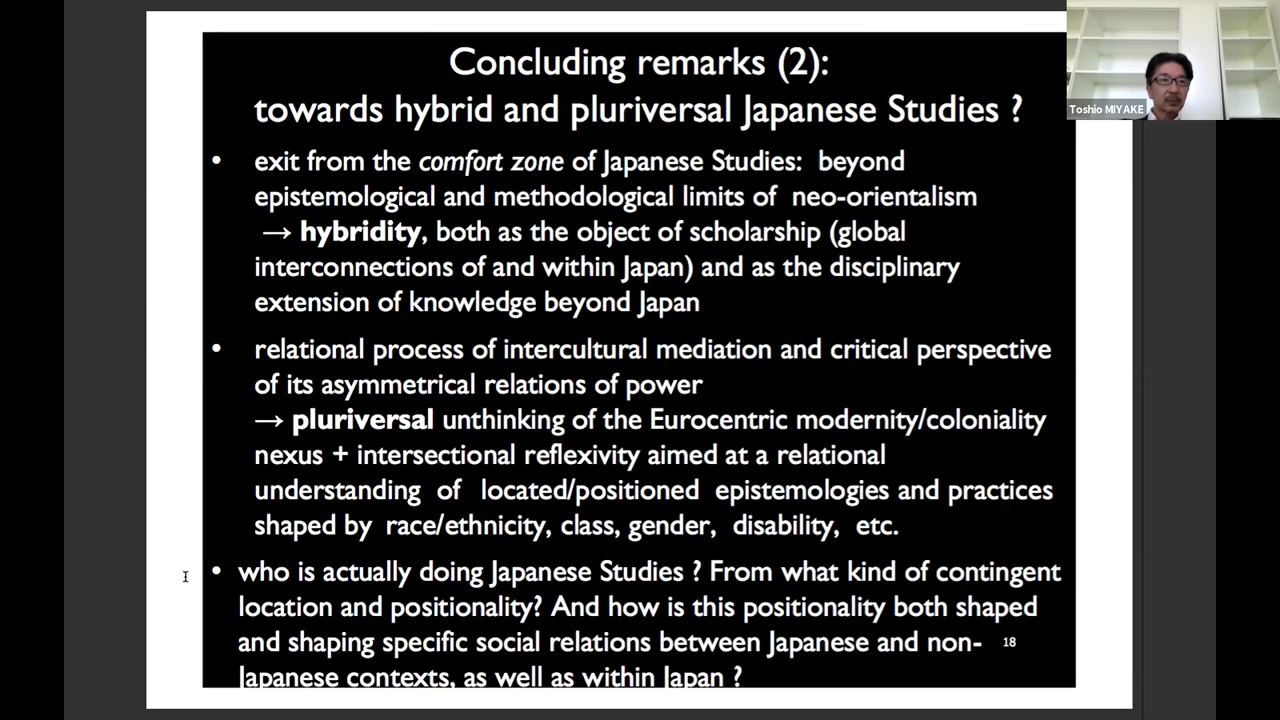 Concluding remarks (2):
towards hybrid and pluriversal Japanese Studies ?
• exit from the comfort zone of Japanese Studies: beyond
epistemological and methodological limits of neo-orientalism
→ hybridity, both as the object of scholarship (global
interconnections of and within Japan) and as the disciplinary
extension of knowledge beyond Japan
• relational process of intercultural mediation and critical perspective
of its asymmetrical relations of power
→ pluriversal unthinking of the Eurocentric modernity/coloniality
nexus + intersectional reflexivity aimed at a relational
understanding of located/positioned epistemologies and practices
shaped by race/ethnicity, class, gender, disability, etc.
• who is actually doing Japanese Studies ? From what kind of contingent
location and positionality? And how is this positionality both shaped
and shaping specific social relations between Japanese and non-
Japanese contexts, as well as within Japan ?
18
Toshio MIYAKE